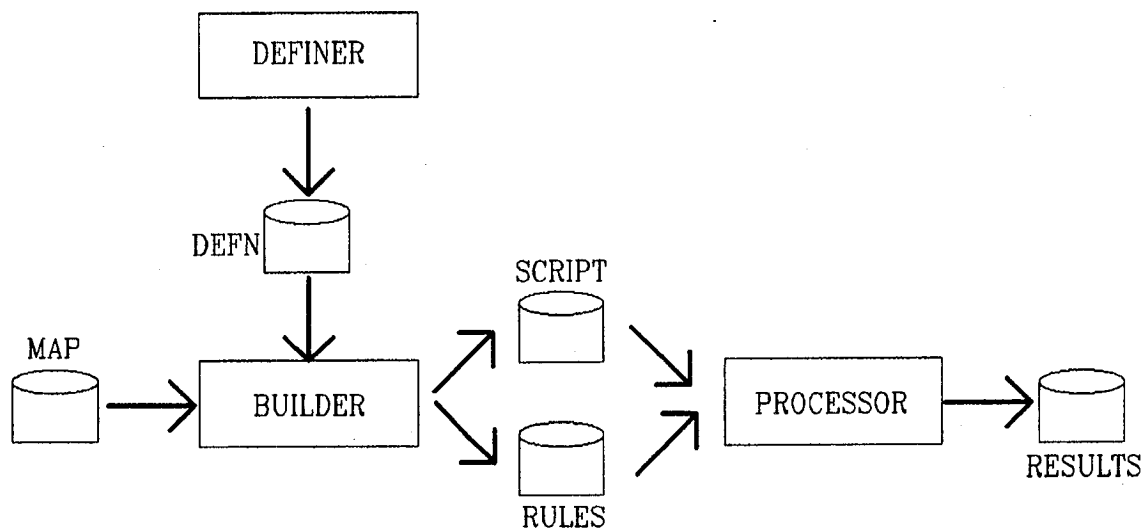 DEFINER
DEFN
SCRIPT
MAP
BUILDER
PROCESSOR
RULES
RESULTS